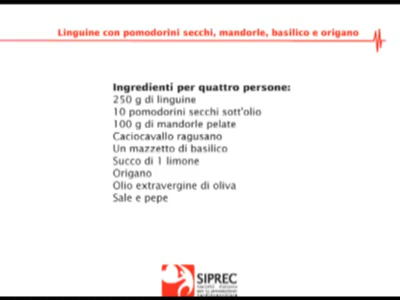 Linguine con pomodorini secchi, mandorle, basilico e origano
Ingredienti per quattro persone:
250 g di linguine
10 pomodorini secchi sott'olio
100 g di mandorle pelate
Caciocavallo ragusano
Un mazzetto di basilico
Succo di 1 limone
Origano
Olio extravergine di oliva
Sale e pepe
SIPREC